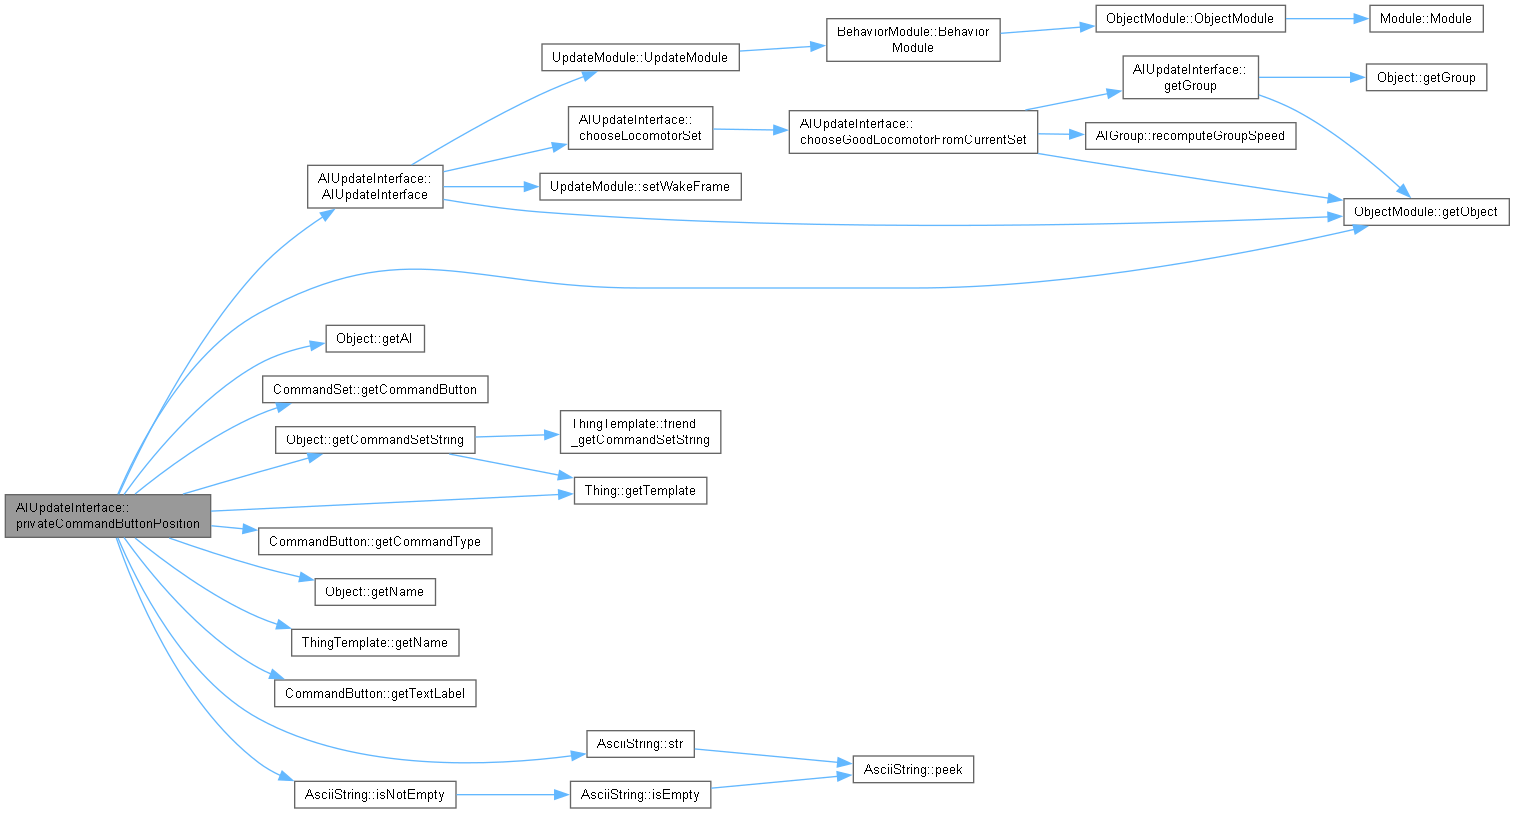 ObjectModule::ObjectModule
Module::Module
BehaviorModule::Behavior
Module
UpdateModule::UpdateModule
AIUpdateInterface::
getGroup
Object::getGroup
AIUpdateInterface::
chooseLocomotorSet
AIUpdateInterface::
chooseGoodLocomotorFromCurrentSet
AIGroup::recomputeGroupSpeed
AIUpdateInterface::
AIUpdateInterface
UpdateModule::setWakeFrame
ObjectModule::getObject
Object::getAI
CommandSet::getCommandButton
Object::getCommandSetString
ThingTemplate::friend
_getCommandSetString
Thing::getTemplate
AIUpdateInterface::
privateCommandButtonPosition
CommandButton::getCommandType
Object::getName
ThingTemplate::getName
CommandButton::getTextLabel
AsciiString::str
AsciiString::peek
AsciiString::isNotEmpty
AsciiString::isEmpty